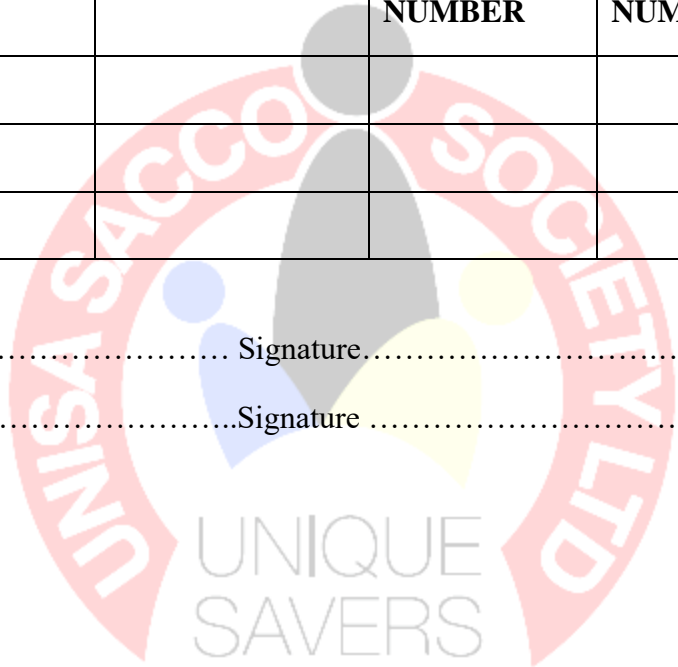 NUMBER NUM
UNISA SACCO SOCIETY LTD
……………………… Signature…………………………….
……………………..Signature ………………………….
UNIQUE
SAVERS